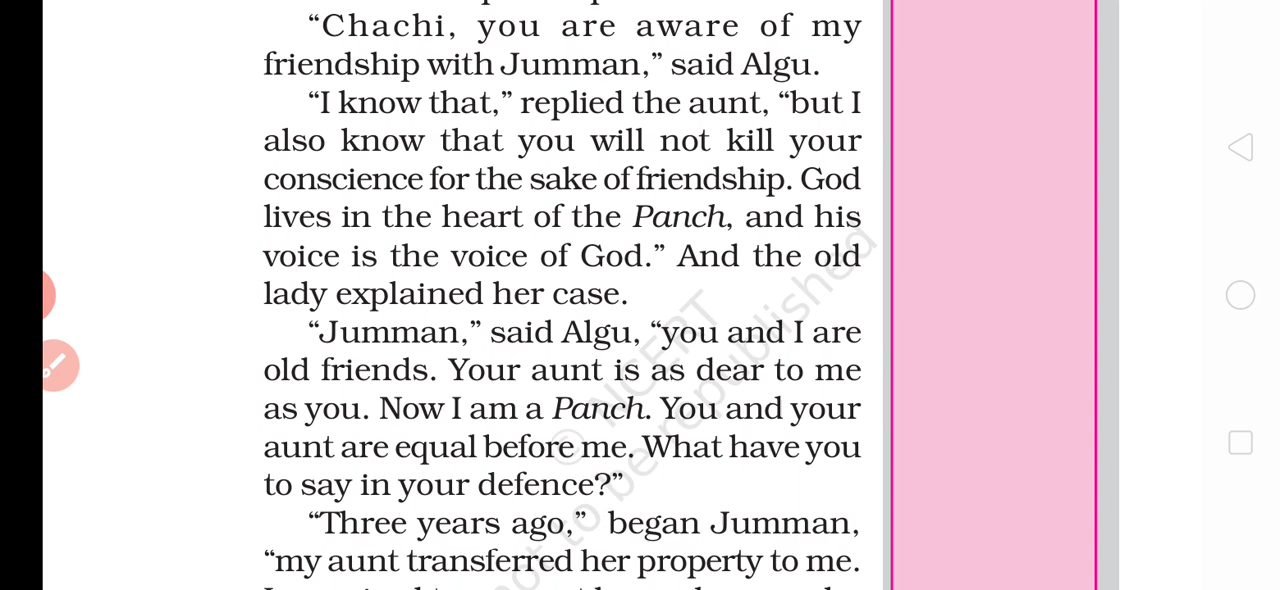 “Chachi, you are aware of my
friendship with Jumman,” said Algu.
“I know that,” replied the aunt, “but I
also know that you will not kill your
conscience for the sake of friendship. God
lives in the heart of the Panch, and his
voice is the voice of God.” And the old
lady explained her case.
“Jumman,” said Algu, “you and I are
old friends. Your aunt is as dear to me
as you. Now I am a Panch. You and your
aunt are equal before me. What have you
to say in your defence?”
“Three years ago,” began Jumman,
“my aunt transferred her property to me.
© NCERT
not to be republished